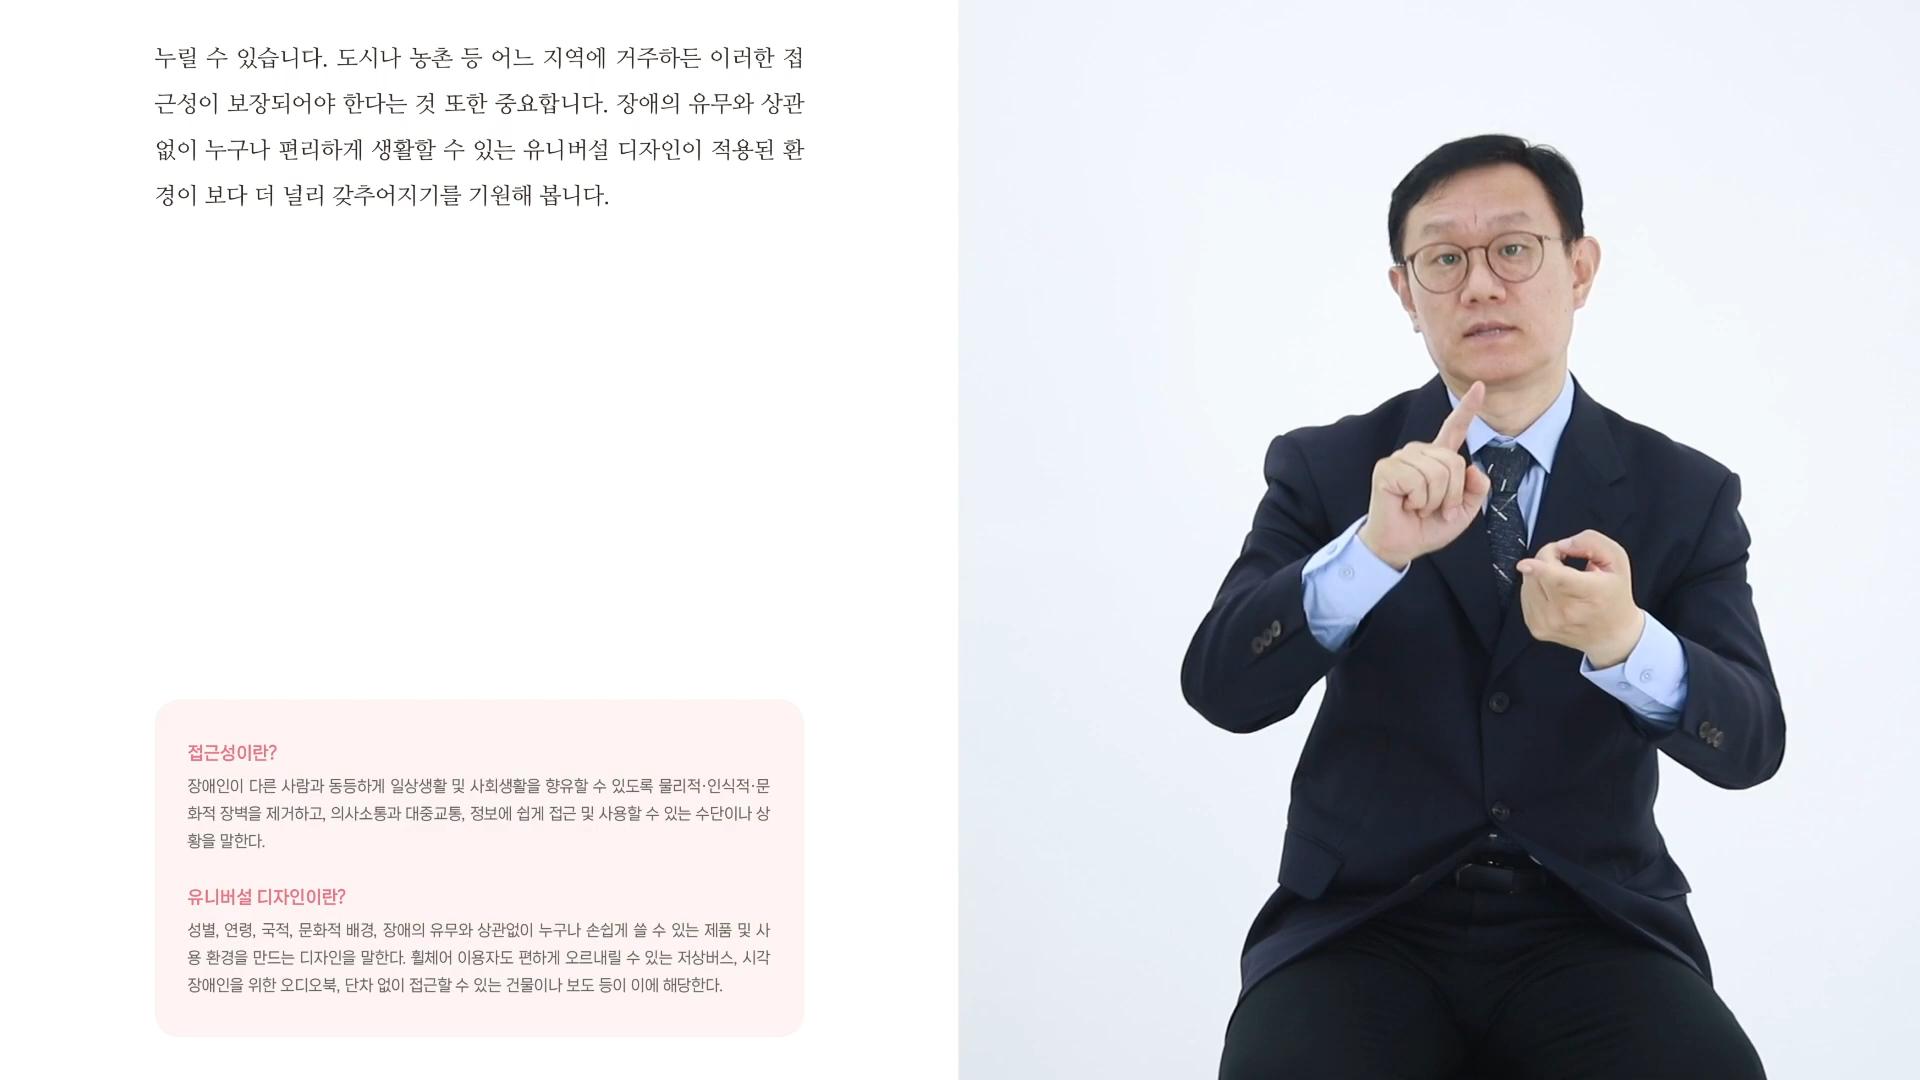 누릴 수 있습니다. 도시나 농촌 등 어느 지역에 거주하든 이러한 접
근성이 보장되어야 한다는 것 또한 중요합니다. 장애의 유무와 상관
없이 누구나 편리하게 생활할 수 있는 유니버설 디자인이 적용된 환
경이 보다 더 널리 갖추어지기를 기원해 봅니다.
접근성이란?
장애인이 다른 사람과 동등하게 일상생활 및 사회생활을 향유할 수 있도록 물리적·인식적·문
화적 장벽을 제거하고, 의사소통과 대중교통, 정보에 쉽게 접근 및 사용할 수 있는 수단이나 상
황을 말한다.
유니버설 디자인이란?
성별, 연령, 국적, 문화적 배경, 장애의 유무와 상관없이 누구나 손쉽게 쓸 수 있는 제품 및 사
용 환경을 만드는 디자인을 말한다. 휠체어 이용자도 편하게 오르내릴 수 있는 저상버스, 시각
장애인을 위한 오디오북, 단차 없이 접근할 수 있는 건물이나 보도 등이 이에 해당한다.